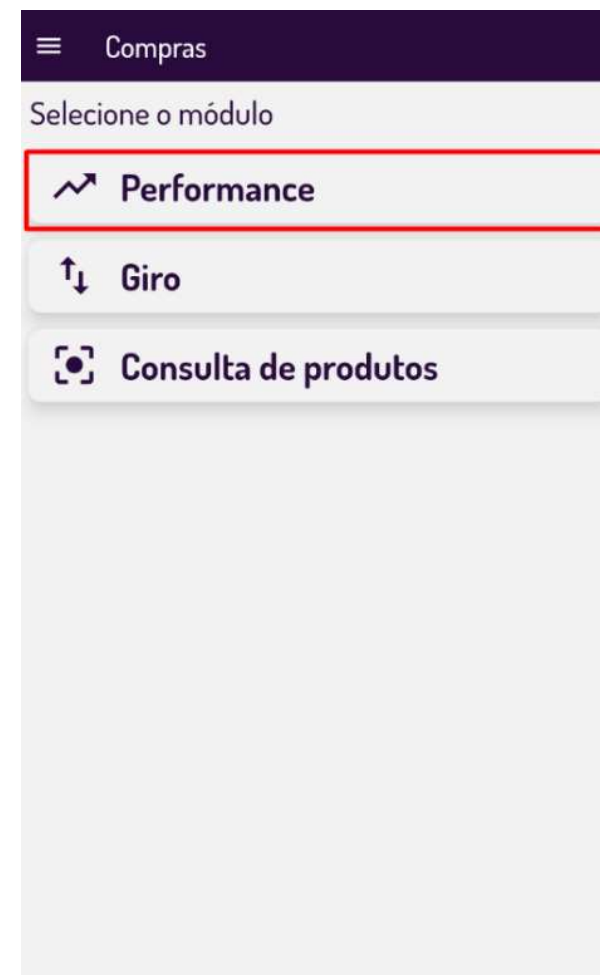 Compras
Selecione o módulo
Performance
Giro
Consulta de produtos